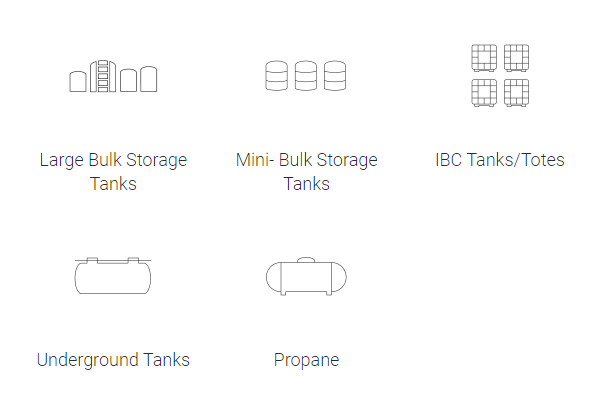 Large Bulk Storage
Tanks
Mini- Bulk Storage
Tanks
IBC Tanks/Totes
Underground Tanks
Propane